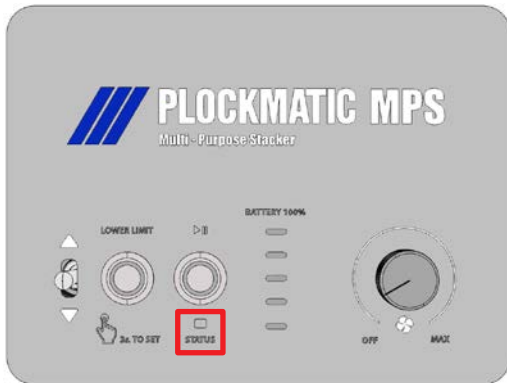 PLOCKMATIC MPS
Multi - Purpose Stacker
BATTERY 100%
LOWER LIMIT
3s. TO SET
STATUS
OFF
MAX